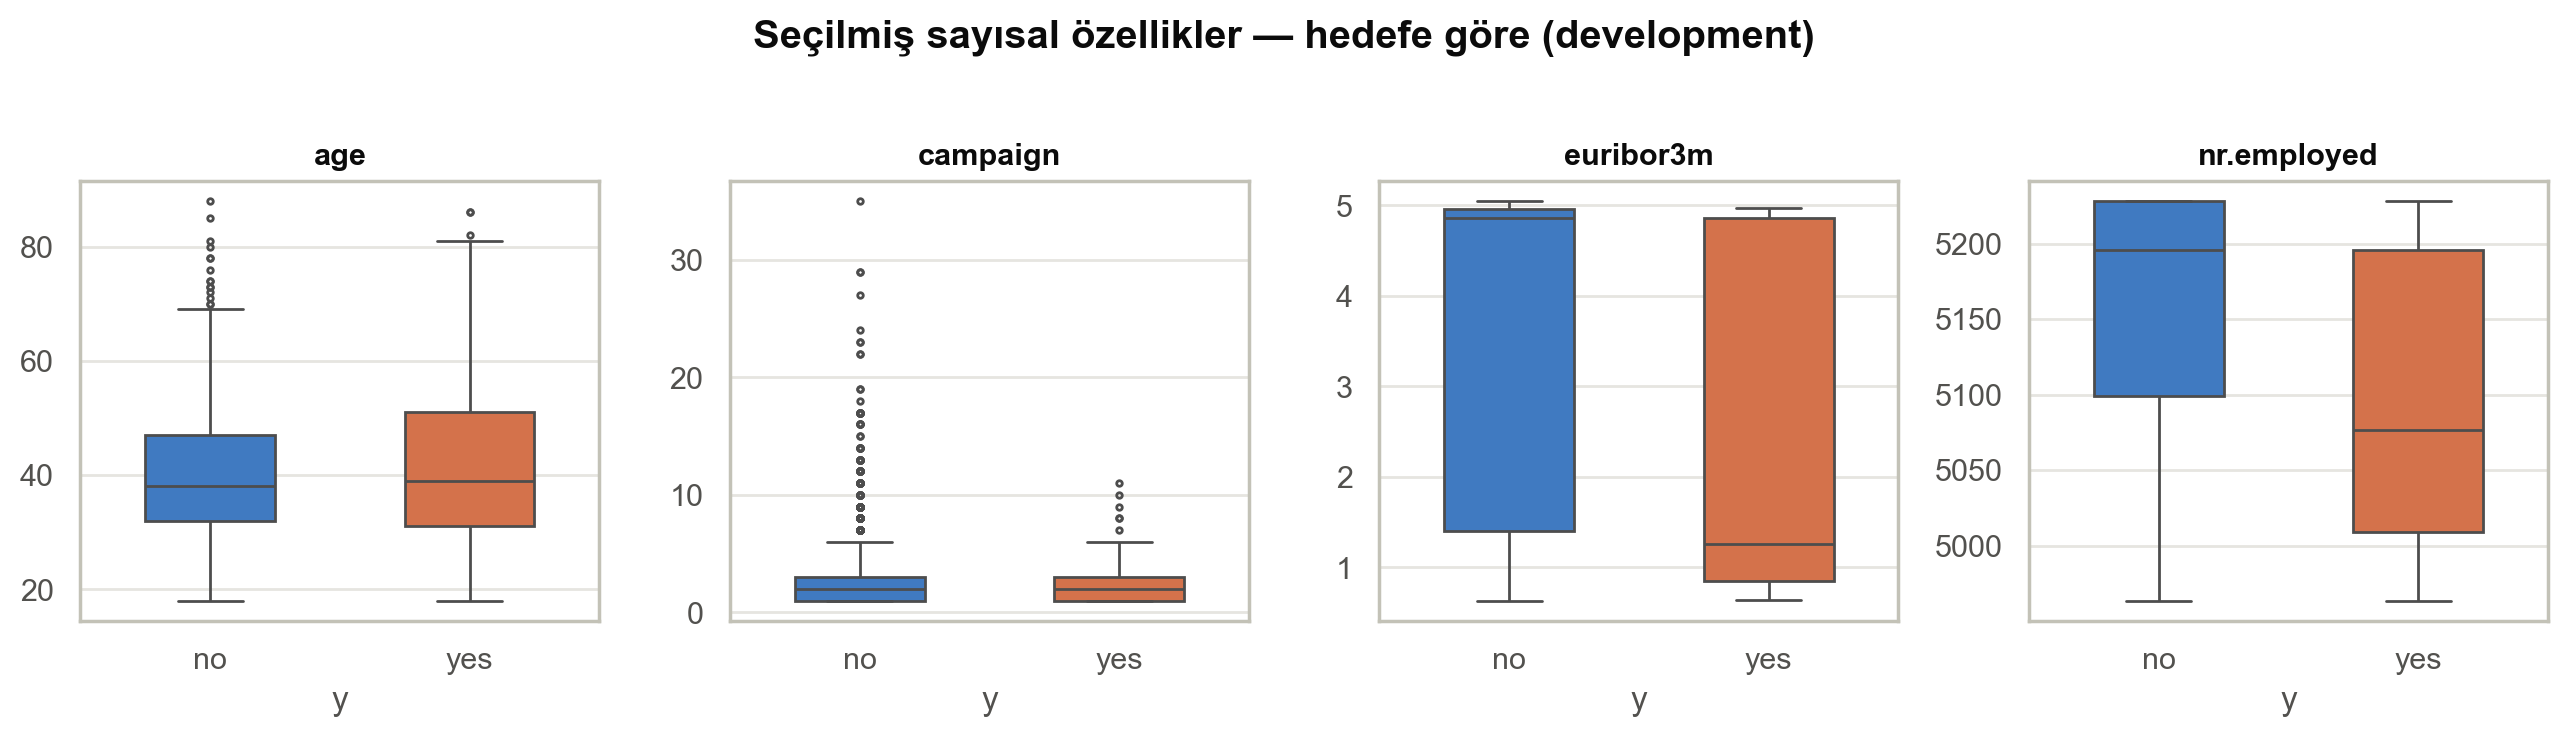 Seçilmiş sayısal özellikler — hedefe göre (development)
age
80
60
40
20
no yes
y
campaign
30
20
10
0
no yes
y
euribor3m
5
4
3
2
1
no yes
y
nr.employed
5200
5150
5100
5050
5000
no yes
y